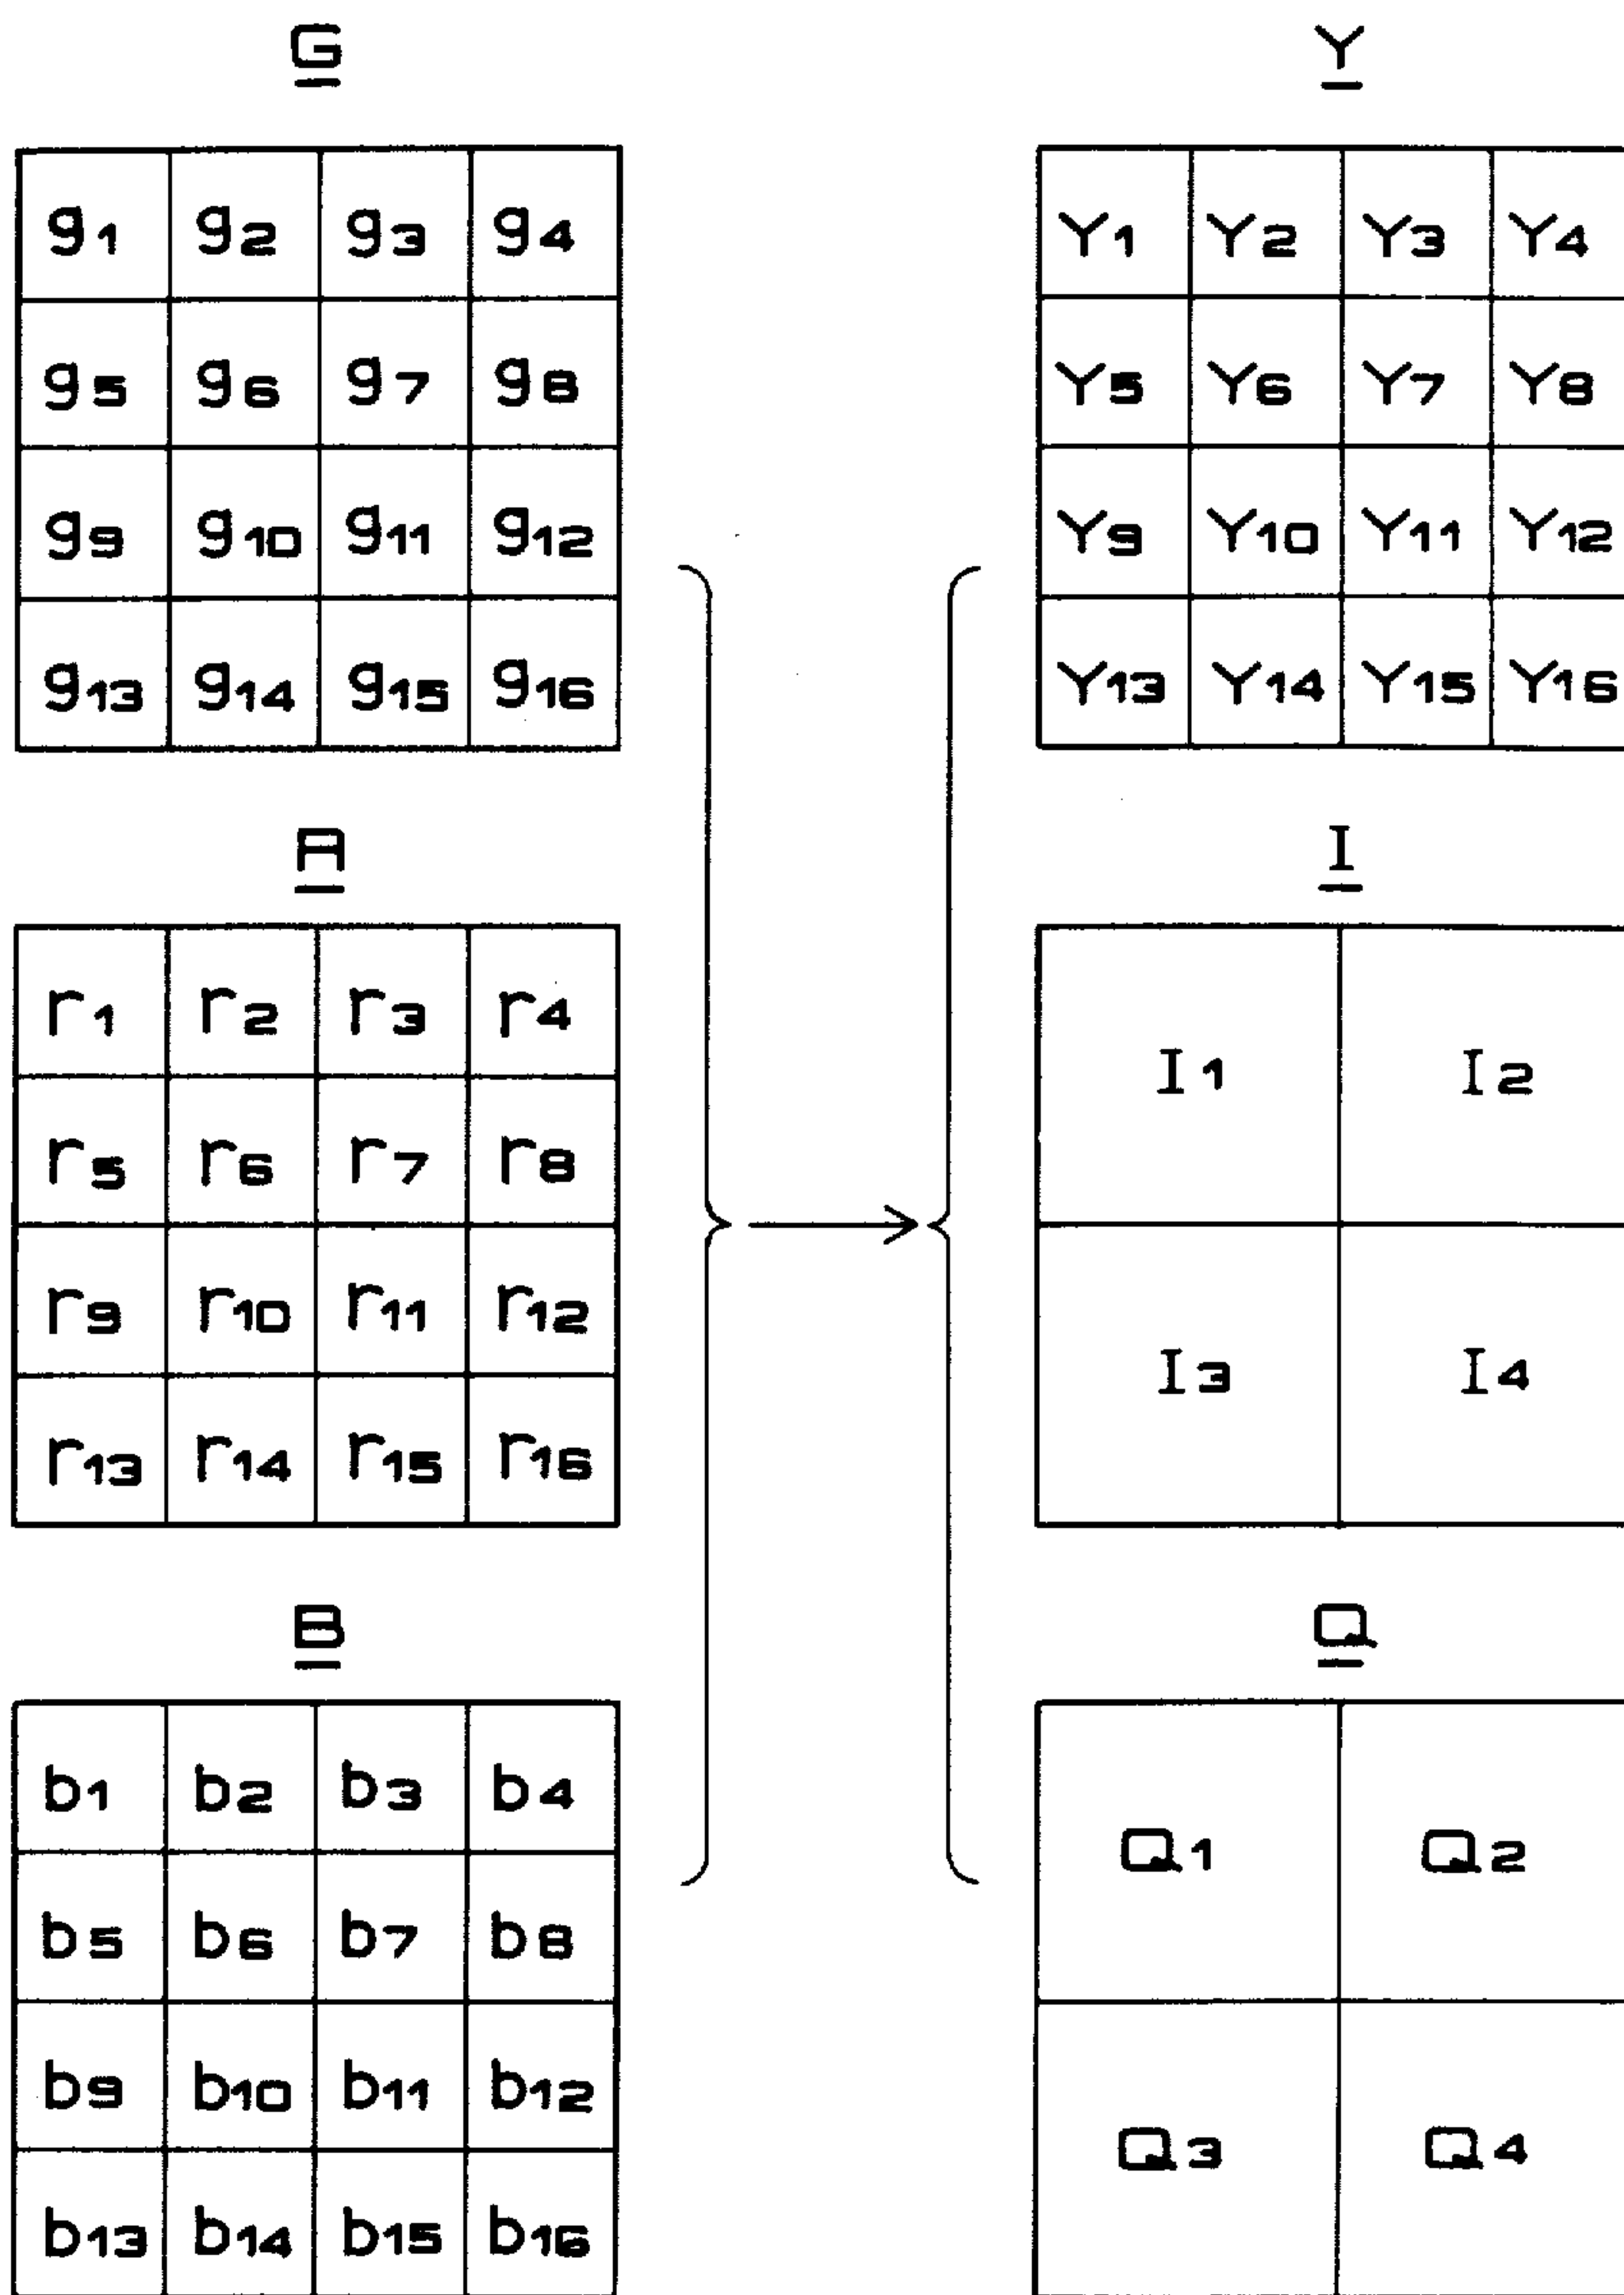 G
g1 g2 g3 g4
g5 g6 g7 g8
g9 g10 g11 g12
g13 g14 g15 g16
A
r1 r2 r3 r4
r5 r6 r7 r8
r9 r10 r11 r12
r13 r14 r15 r16
B
b1 b2 b3 b4
b5 b6 b7 b8
b9 b10 b11 b12
b13 b14 b15 b16
Y
Y1 Y2 Y3 Y4
Y5 Y6 Y7 Y8
Y9 Y10 Y11 Y12
Y13 Y14 Y15 Y16
I
I1 I2
I3 I4
Q
Q1 Q2
Q3 Q4